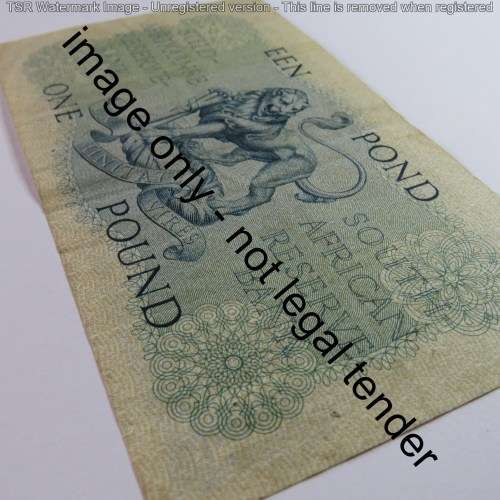 TSR Watermark Image - Unregistered version - This line is removed when registered
EEN
POND
ONE
POUND
SOUTH
AFRICAN
RESERVE
BANK
image only - not legal tender